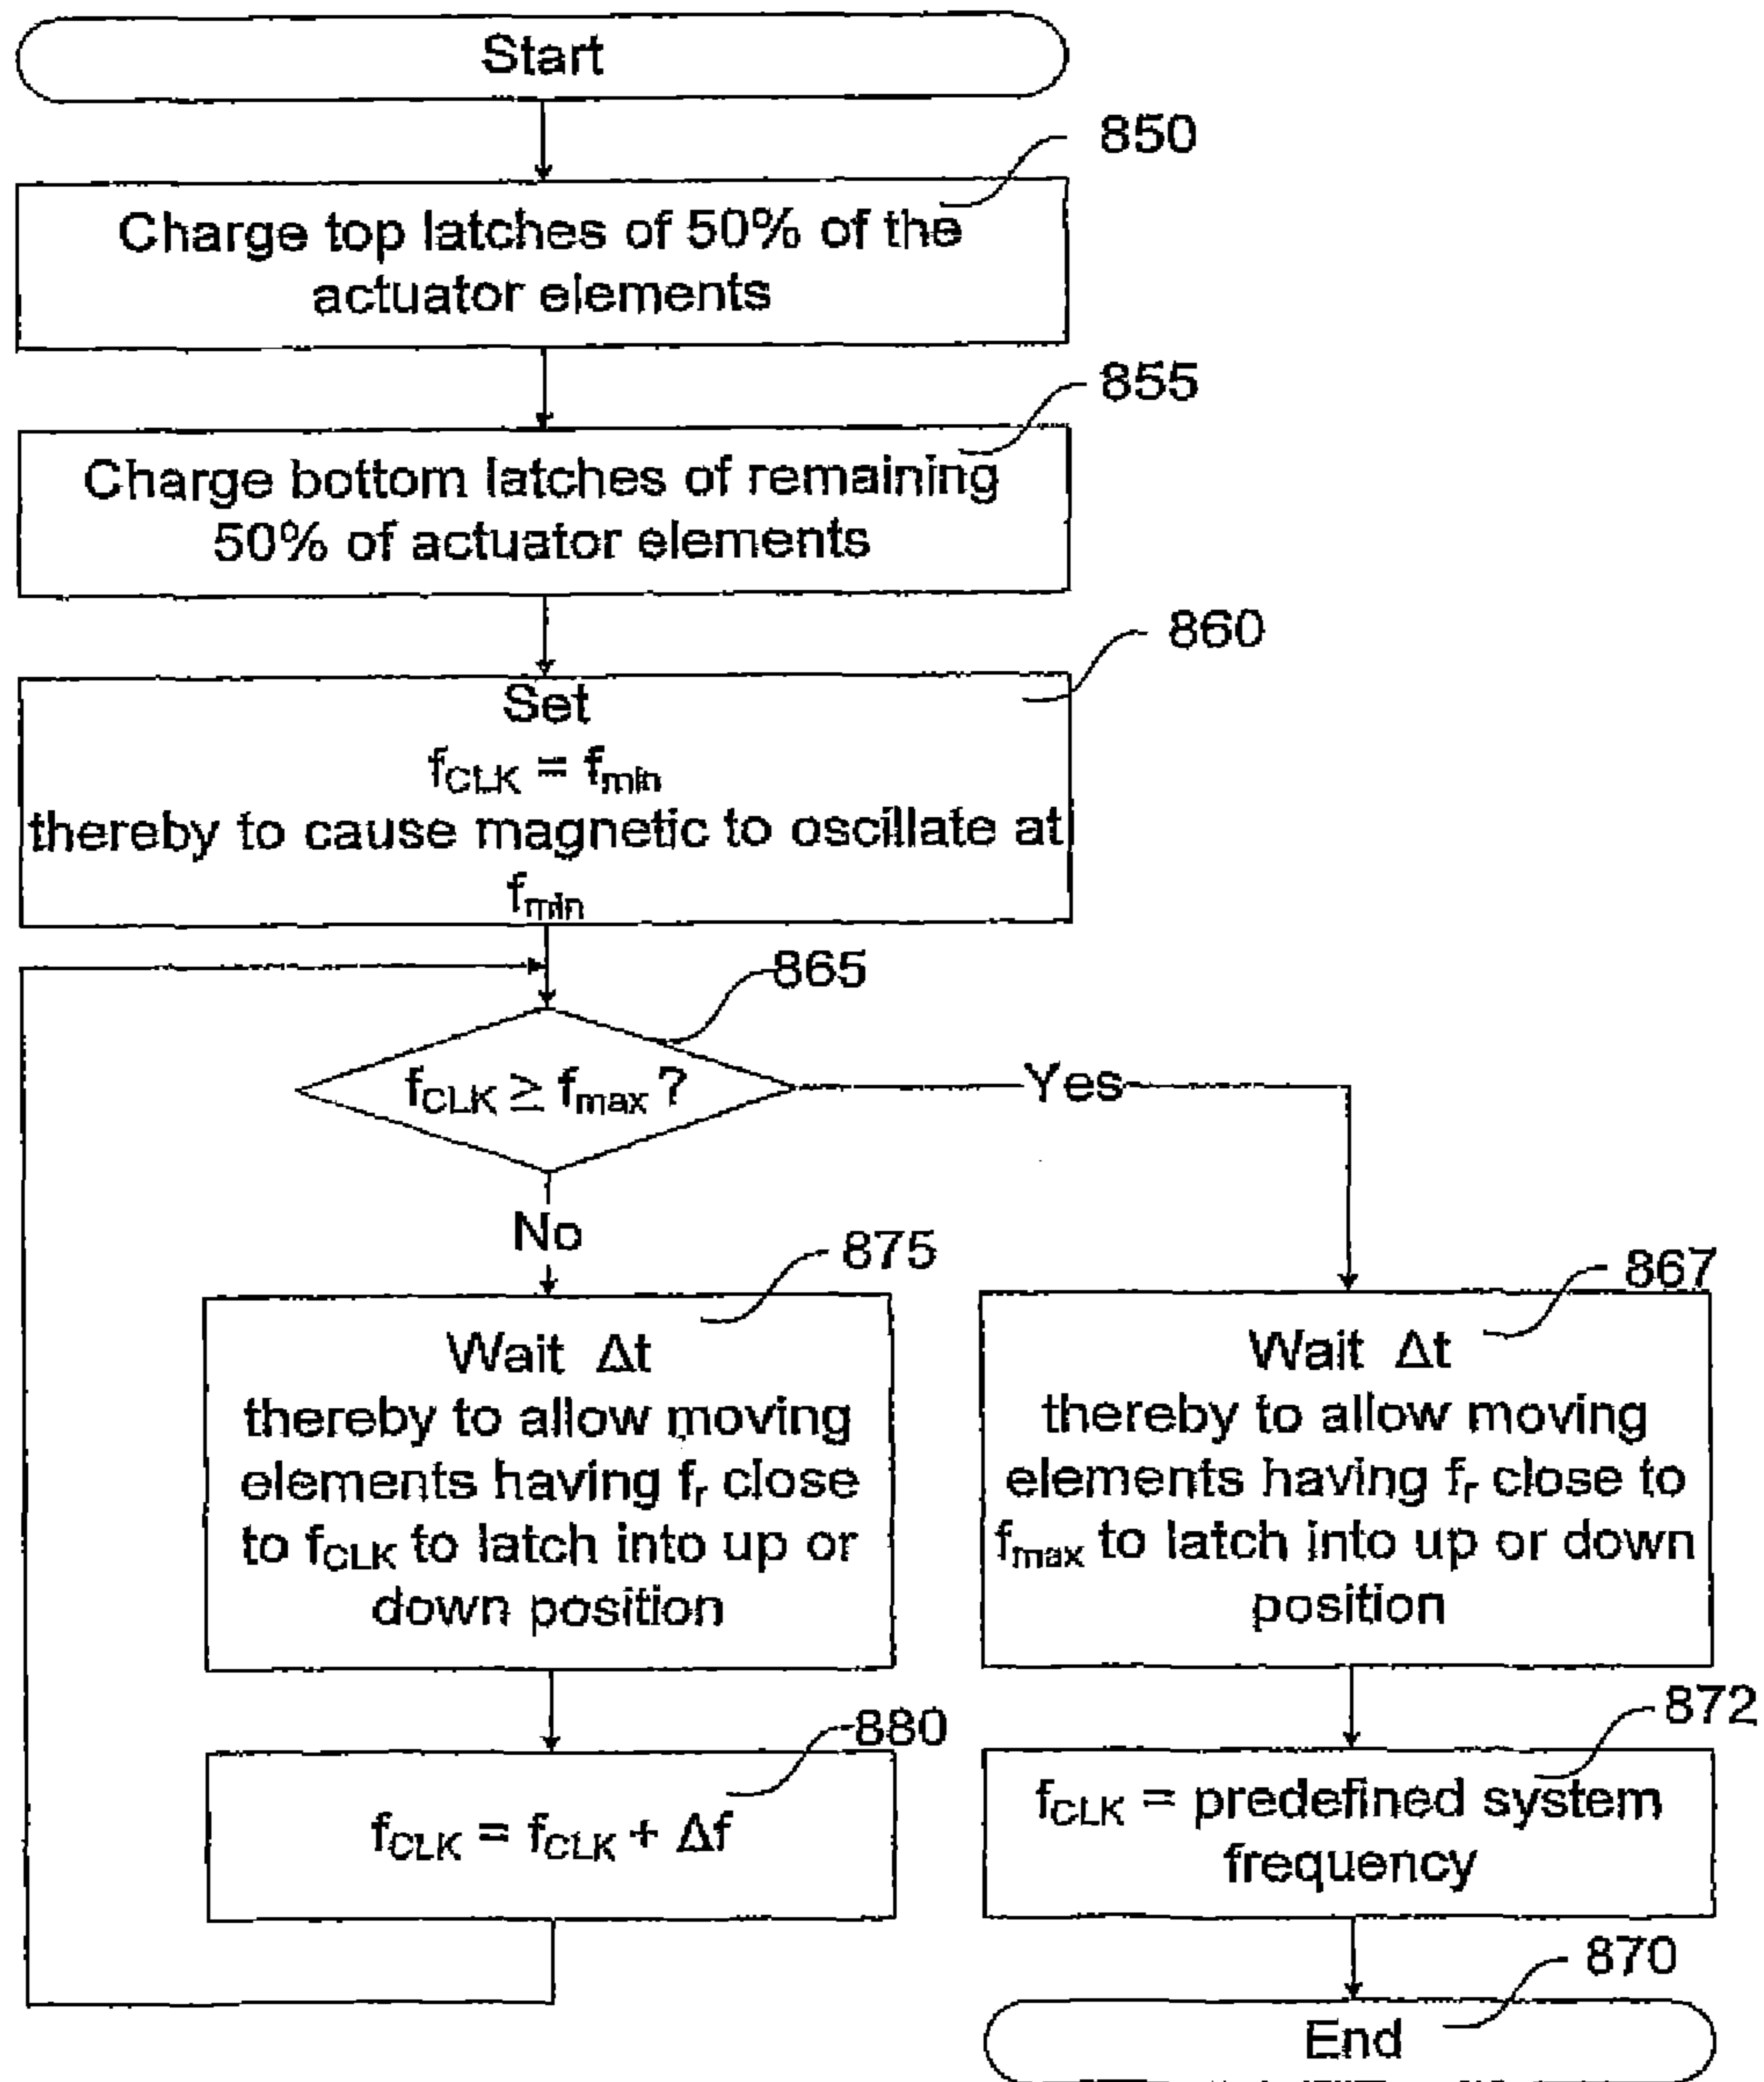 Start
850
Charge top latches of 50% of the
actuator elements
855
Charge bottom latches of remaining
50% of actuator elements
860
Set
fCLK = fmin
thereby to cause magnetic to oscillate at
fmin
865
fCLK ≥ fmax ?
Yes
No
875
Wait Δt
thereby to allow moving
elements having fr close
to fCLK to latch into up or
down position
867
Wait Δt
thereby to allow moving
elements having fr close to
fmax to latch into up or down
position
880
fCLK = fCLK + Δf
872
fCLK = predefined system
frequency
870
End